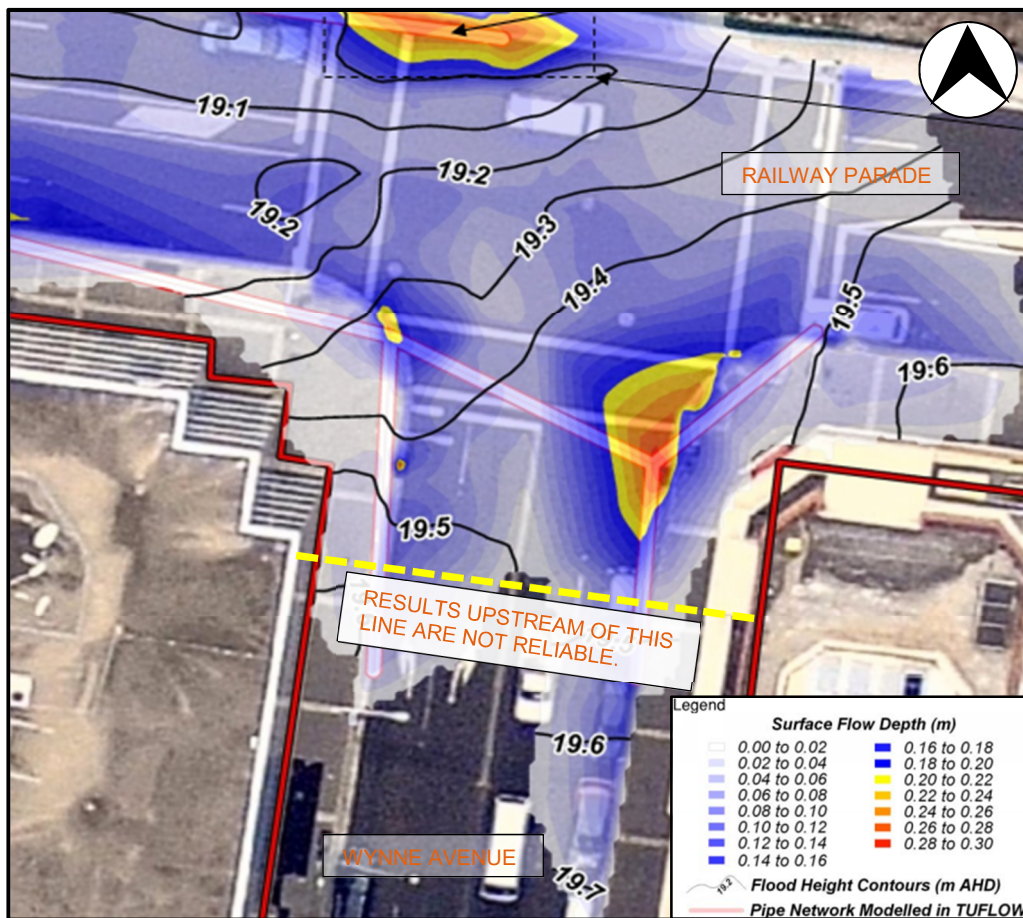 19.1
19.2
RAILWAY PARADE
19.2
19.3
19.4
19.5
19.6
19.5
RESULTS UPSTREAM OF THIS
LINE ARE NOT RELIABLE.
19.6
WYNNE AVENUE
19.7
Legend
Surface Flow Depth (m)
0.00 to 0.02
0.02 to 0.04
0.04 to 0.06
0.06 to 0.08
0.08 to 0.10
0.10 to 0.12
0.12 to 0.14
0.14 to 0.16
0.16 to 0.18
0.18 to 0.20
0.20 to 0.22
0.22 to 0.24
0.24 to 0.26
0.26 to 0.28
0.28 to 0.30
19.2
Flood Height Contours (m AHD)
Pipe Network Modelled in TUFLOW